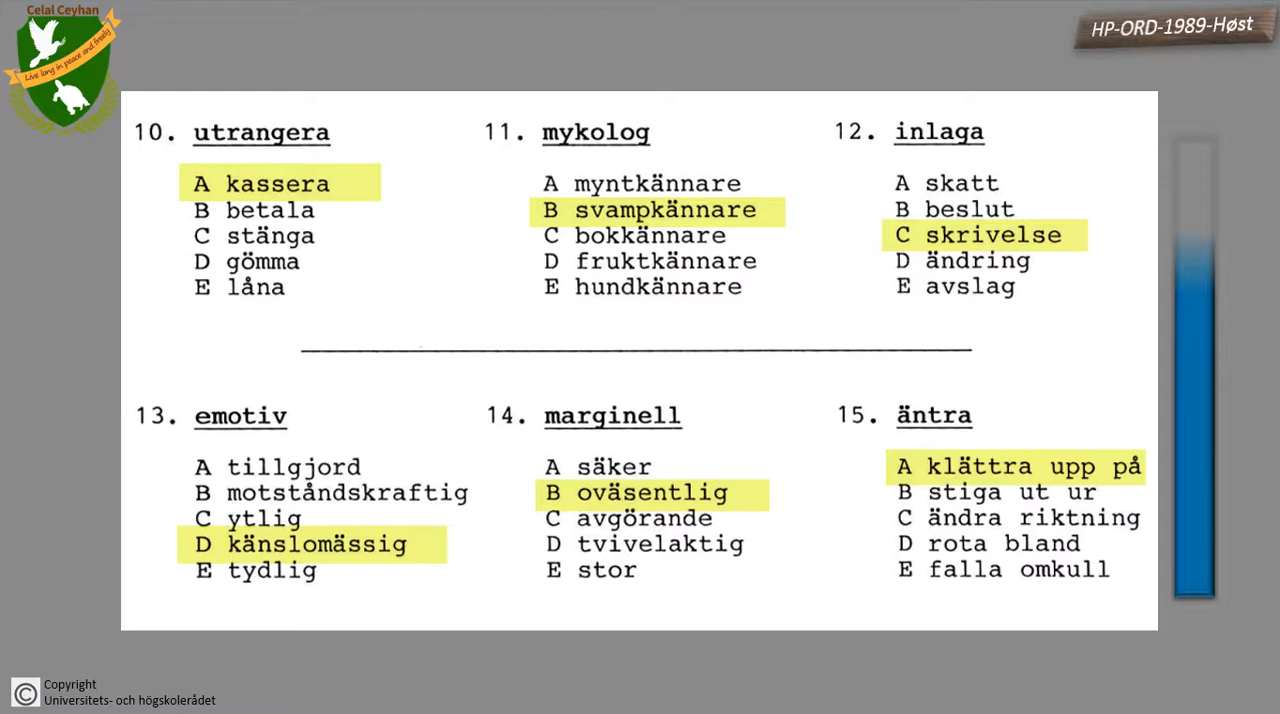 Celal Ceyhan
Live long in peace and frody
HP-ORD-1989-Høst
10. utrangera
A kassera
B betala
C stänga
D gömma
E låna
11. mykolog
A myntkännare
B svampkännare
C bokkännare
D fruktkännare
E hundkännare
12. inlaga
A skatt
B beslut
C skrivelse
D ändring
E avslag
13. emotiv
A tillgjord
B motståndskraftig
C ytlig
D känslomässig
E tydlig
14. marginell
A säker
B oväsentlig
C avgörande
D tvivelaktig
E stor
15. äntra
A klättra upp på
B stiga ut ur
C ändra riktning
D rota bland
E falla omkull
© Copyright
Universitets- och högskolerådet